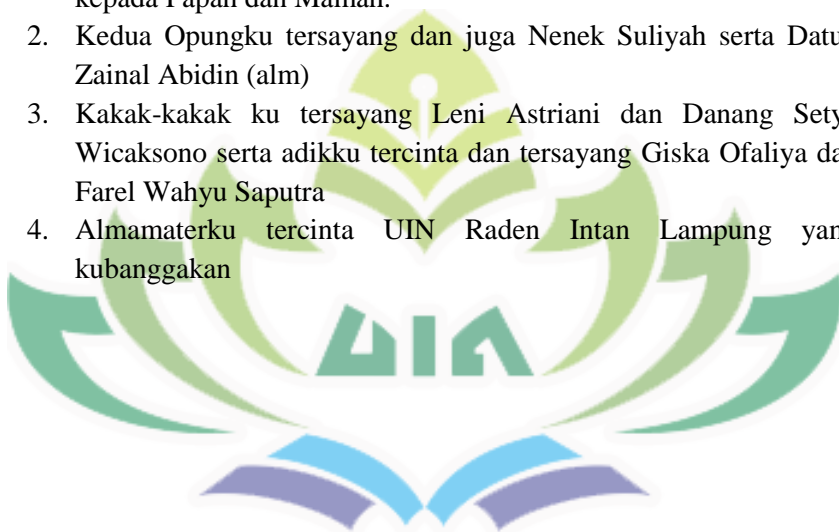 kepada Papah dan Mamah.
2. Kedua Opungku tersayang dan juga Nenek Suliyah serta Datu
Zainal Abidin (alm)
3. Kakak-kakak ku tersayang Leni Astriani dan Danang Sety
Wicaksono serta adikku tercinta dan tersayang Giska Ofaliya da
Farel Wahyu Saputra
4. Almamaterku tercinta UIN Raden Intan Lampung yan
kubanggakan
UIN